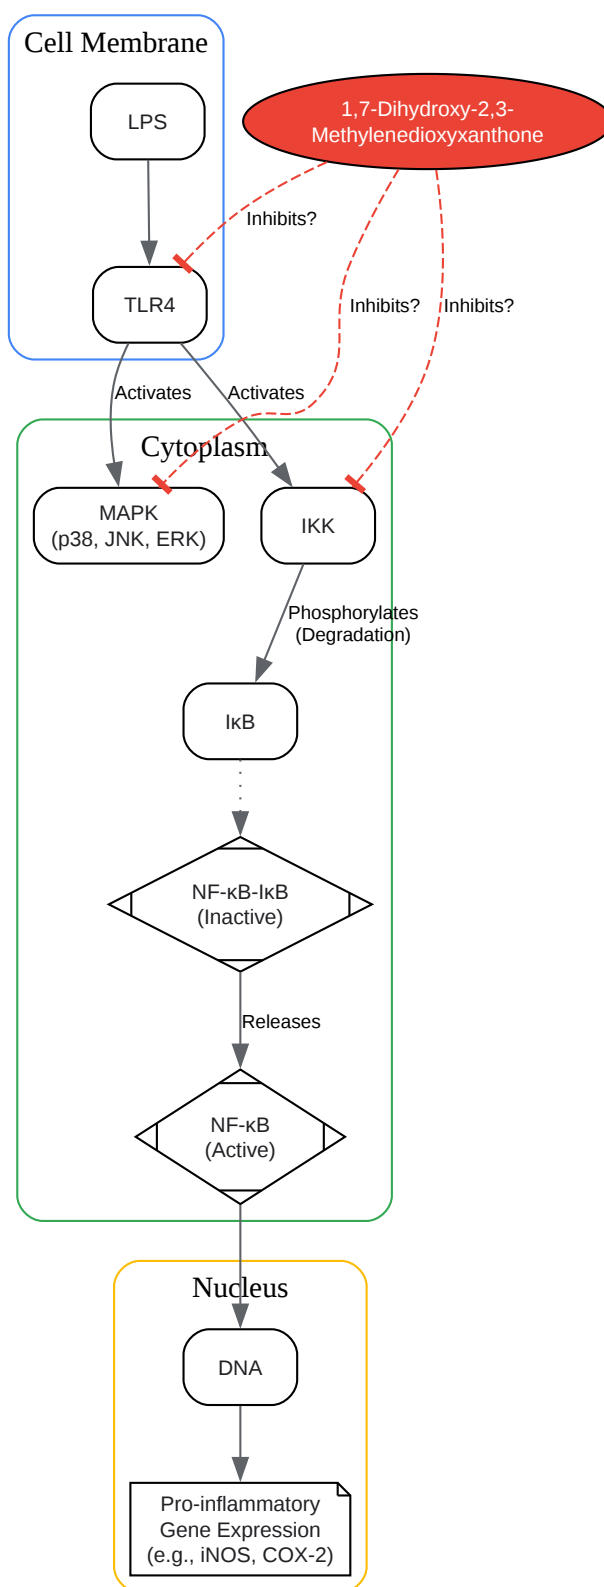 Cell Membrane
LPS
1,7-Dihydroxy-2,3-
Methylenedioxyxanthone
Inhibits?
TLR4
Inhibits?
Inhibits?
Activates
Activates
Cytoplasm
MAPK
(p38, JNK, ERK)
IKK
Phosphorylates
(Degradation)
IκB
NF-κB-IκB
(Inactive)
Releases
NF-κB
(Active)
Nucleus
DNA
Pro-inflammatory
Gene Expression
(e.g., iNOS, COX-2)